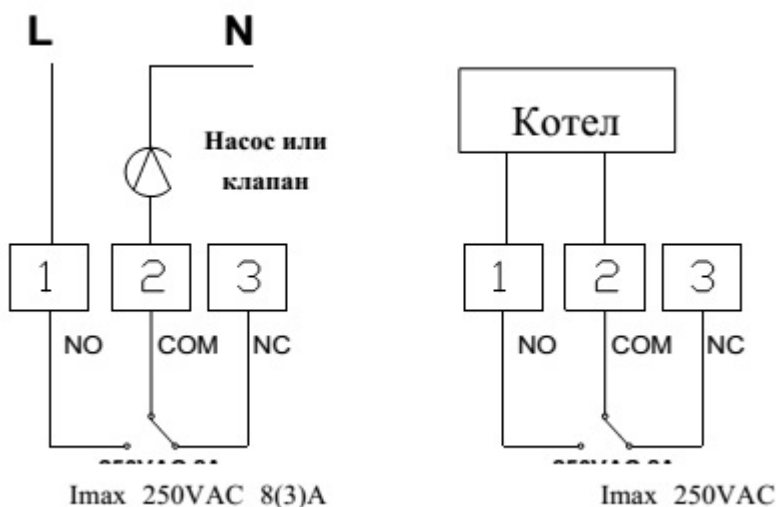 L N
Насос или
клапан
1 2 3
NO COM NC
Imax 250VAC 8(3)A
Котел
1 2 3
NO COM NC
Imax 250VAC